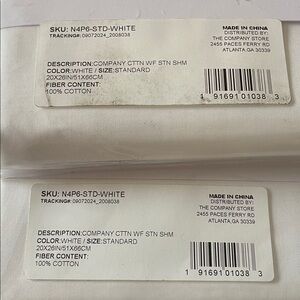 SKU: N4P6-STD-WHITE
TRACKING#: 09072024_2008038
MADE IN CHINA
DISTRIBUTED BY:
THE COMPANY STORE
2455 PACES FERRY RD
ATLANTA,GA 30339
DESCRIPTION:COMPANY CTTN WF STN SHM
COLOR:WHITE / SIZE:STANDARD
20X26IN/51X66CM
FIBER CONTENT:
100% COTTON
1 91691 01038 3
SKU: N4P6-STD-WHITE
TRACKING#: 09072024_2008038
MADE IN CHINA
DISTRIBUTED BY:
THE COMPANY STORE
2455 PACES FERRY RD
ATLANTA,GA 30339
DESCRIPTION:COMPANY CTTN WF STN SHM
COLOR:WHITE / SIZE:STANDARD
20X26IN/51X66CM
FIBER CONTENT:
100% COTTON
1 91691 01038 3